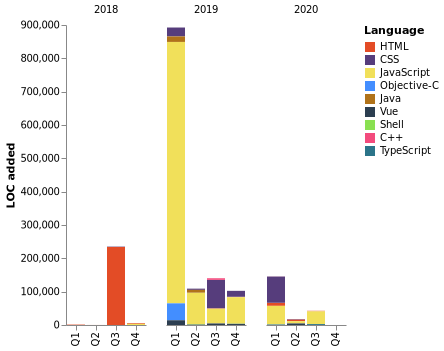 2018 2019 2020
Language
HTML
CSS
JavaScript
Objective-C
Java
Vue
Shell
C++
TypeScript
LOC added
900,000
800,000
700,000
600,000
500,000
400,000
300,000
200,000
100,000
0
Q1 Q2 Q3 Q4 Q1 Q2 Q3 Q4 Q1 Q2 Q3 Q4